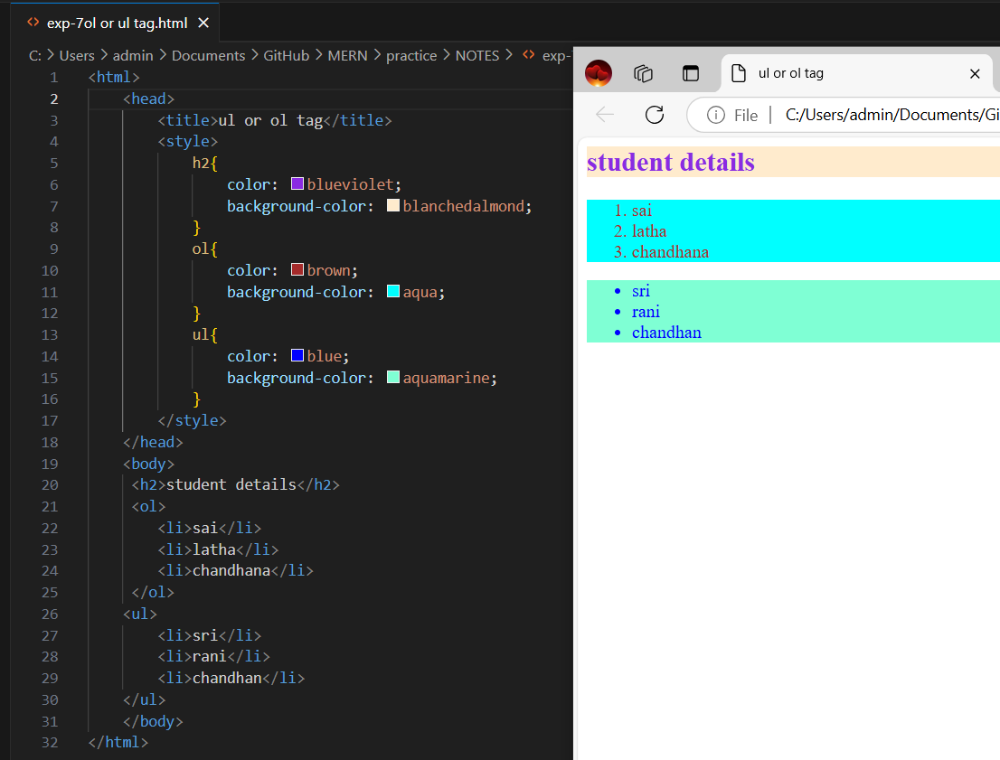 exp-7ol or ul tag.html
C: > Users > admin > Documents > GitHub > MERN > practice > NOTES > exp-
1 <html>
2 <head>
3 <title>ul or ol tag</title>
4 <style>
5 h2{
6 color: blueviolet;
7 background-color: blanchedalmond;
8 }
9 ol{
10 color: brown;
11 background-color: aqua;
12 }
13 ul{
14 color: blue;
15 background-color: aquamarine;
16 }
17 </style>
18 </head>
19 <body>
20 <h2>student details</h2>
21 <ol>
22 <li>sai</li>
23 <li>latha</li>
24 <li>chandhana</li>
25 </ol>
26 <ul>
27 <li>sri</li>
28 <li>rani</li>
29 <li>chandhan</li>
30 </ul>
31 </body>
32 </html>
ul or ol tag
File | C:/Users/admin/Documents/Gi
student details
1. sai
2. latha
3. chandhana
• sri
• rani
• chandhan